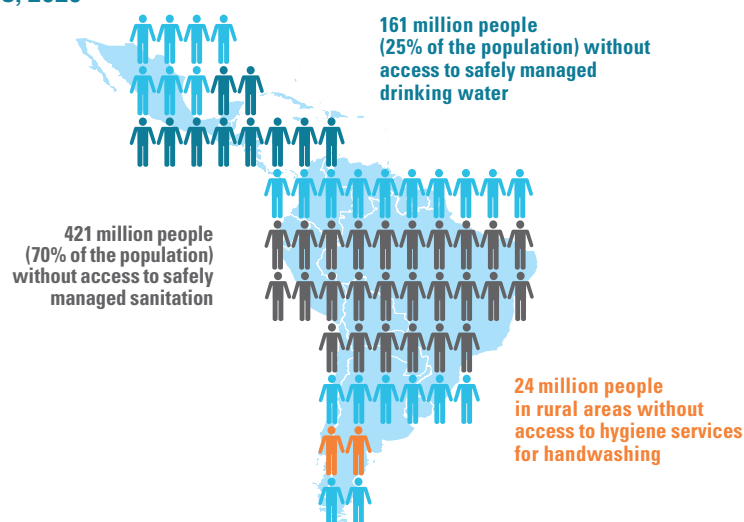 161 million people
(25% of the population) without
access to safely managed
drinking water
421 million people
(70% of the population)
without access to safely
managed sanitation
24 million people
in rural areas without
access to hygiene services
for handwashing